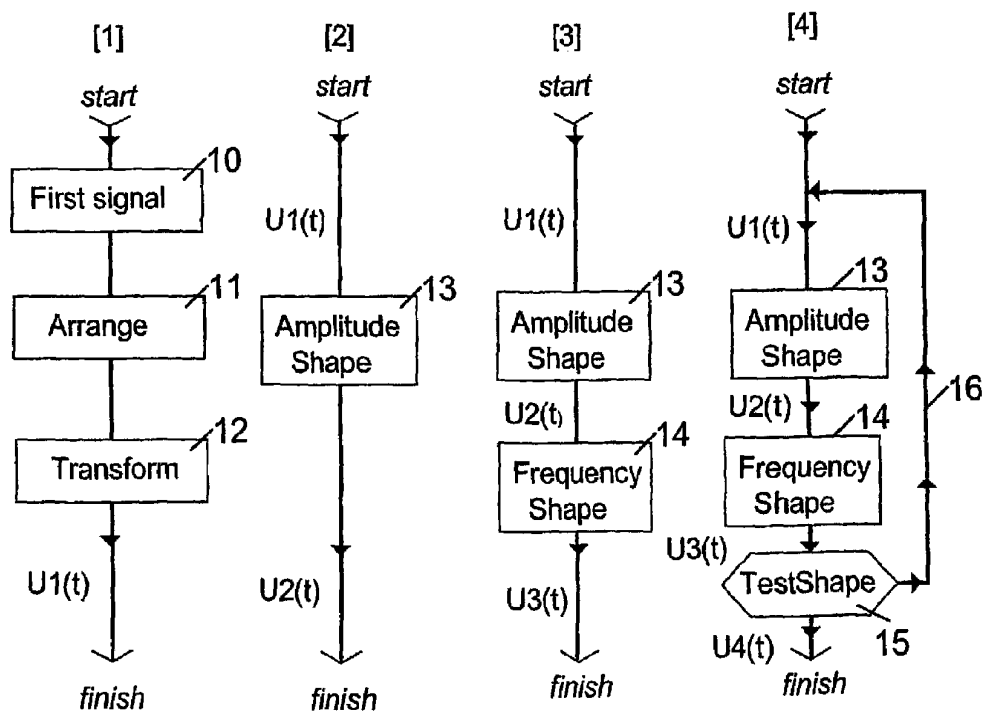 [1]
start
10
First signal
11
Arrange
12
Transform
U1(t)
finish
[2]
start
U1(t)
13
Amplitude
Shape
U2(t)
finish
[3]
start
U1(t)
13
Amplitude
Shape
U2(t)
14
Frequency
Shape
U3(t)
finish
[4]
start
U1(t)
13
Amplitude
Shape
16
U2(t)
14
Frequency
Shape
U3(t)
TestShape
15
U4(t)
finish